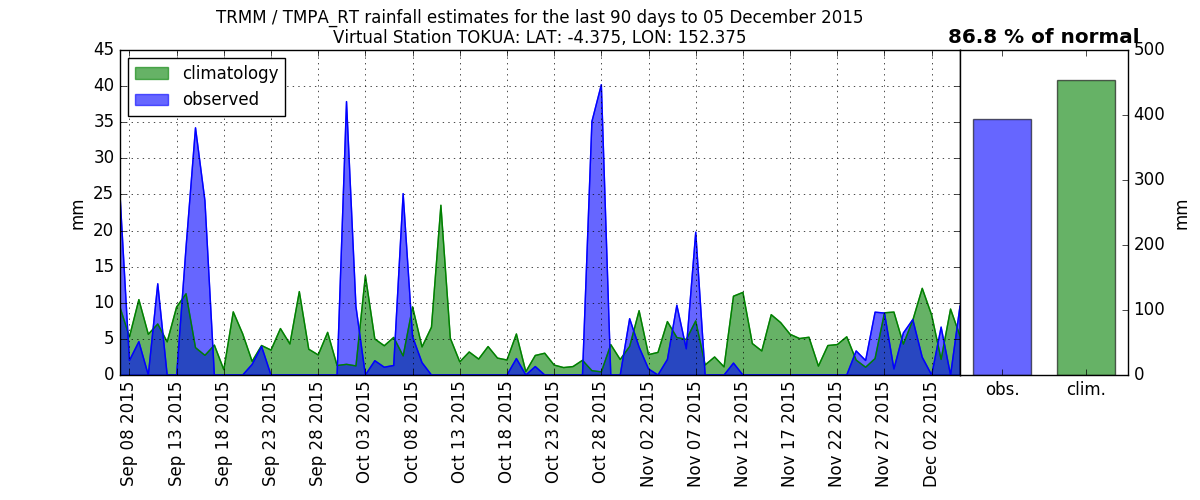 TRMM / TMPA_RT rainfall estimates for the last 90 days to 05 December 2015
Virtual Station TOKUA: LAT: -4.375, LON: 152.375
86.8 % of normal
climatology
observed
mm
45
40
35
30
25
20
15
10
5
0
Sep 08 2015
Sep 13 2015
Sep 18 2015
Sep 23 2015
Sep 28 2015
Oct 03 2015
Oct 08 2015
Oct 13 2015
Oct 18 2015
Oct 23 2015
Oct 28 2015
Nov 02 2015
Nov 07 2015
Nov 12 2015
Nov 17 2015
Nov 22 2015
Nov 27 2015
Dec 02 2015
500
400
300
200
100
0
mm
obs.
clim.